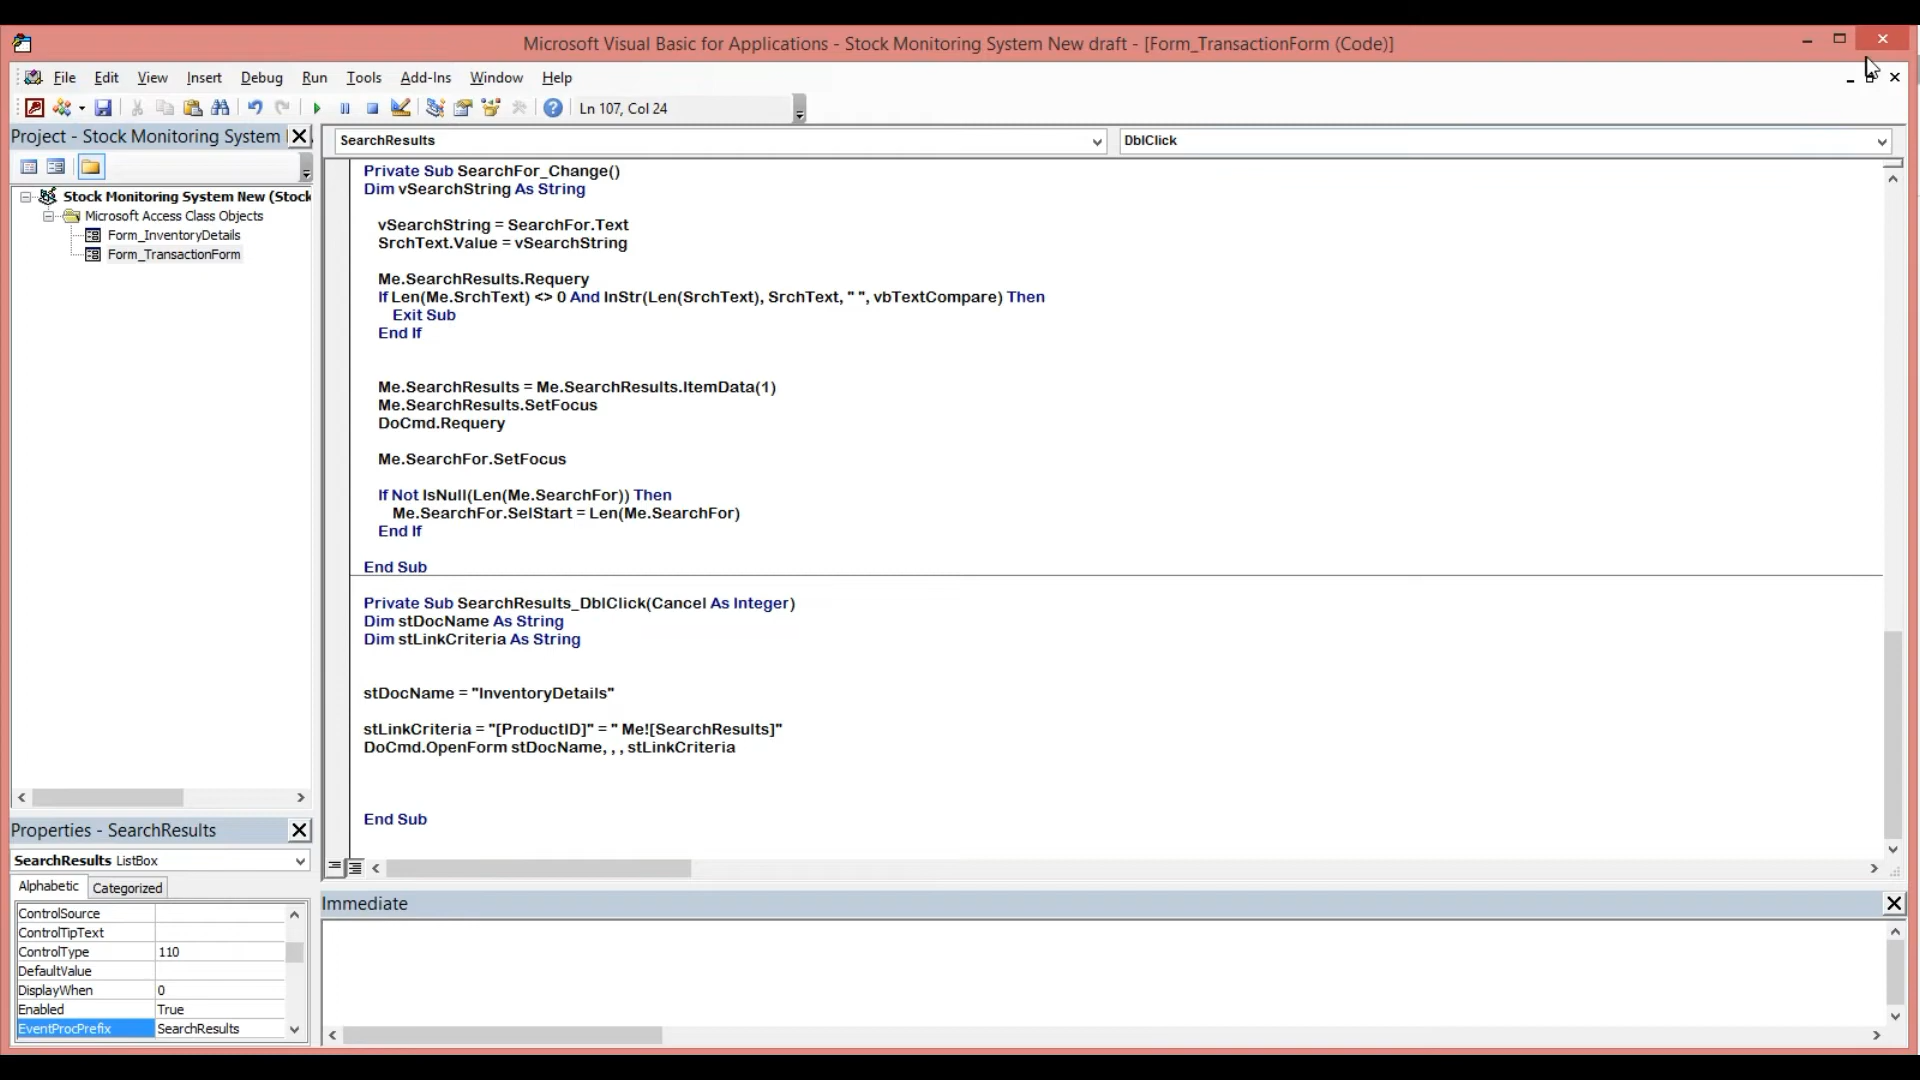 Microsoft Visual Basic for Applications - Stock Monitoring System New draft - [Form_TransactionForm (Code)]
File Edit View Insert Debug Run Tools Add-Ins Window Help
Ln 107, Col 24
Project - Stock Monitoring System
SearchResults
DblClick
Stock Monitoring System New (Stock
Microsoft Access Class Objects
Form_InventoryDetails
Form_TransactionForm
Private Sub SearchFor_Change()
Dim vSearchString As String
vSearchString = SearchFor.Text
SrchText.Value = vSearchString
Me.SearchResults.Requery
If Len(Me.SrchText) <> 0 And InStr(Len(SrchText), SrchText, " ", vbTextCompare) Then
Exit Sub
End If
Me.SearchResults = Me.SearchResults.ItemData(1)
Me.SearchResults.SetFocus
DoCmd.Requery
Me.SearchFor.SetFocus
If Not IsNull(Len(Me.SearchFor)) Then
Me.SearchFor.SelStart = Len(Me.SearchFor)
End If
End Sub
Private Sub SearchResults_DblClick(Cancel As Integer)
Dim stDocName As String
Dim stLinkCriteria As String
stDocName = "InventoryDetails"
stLinkCriteria = "[ProductID]" = " Me![SearchResults]"
DoCmd.OpenForm stDocName, , , stLinkCriteria
End Sub
Properties - SearchResults
SearchResults ListBox
Alphabetic Categorized
ControlSource
ControlTipText
ControlType 110
DefaultValue
DisplayWhen 0
Enabled True
EventProcPrefix SearchResults
Immediate